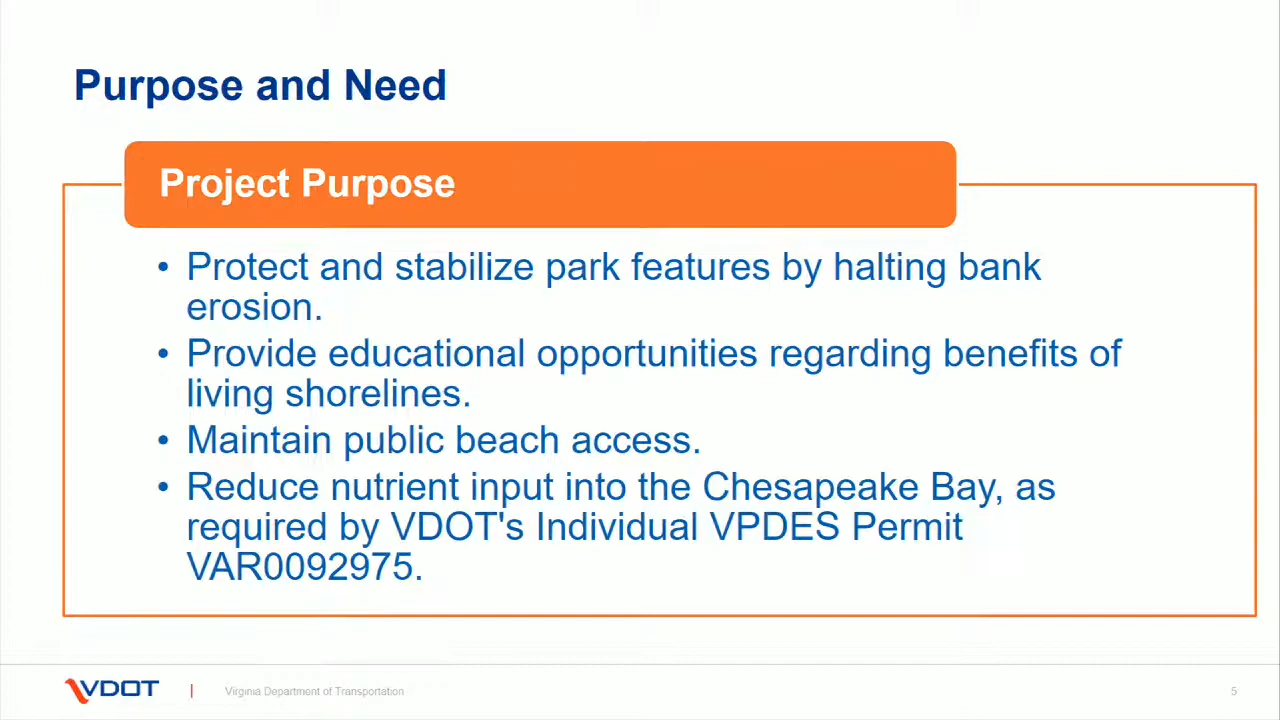 Purpose and Need
Project Purpose
• Protect and stabilize park features by halting bank
erosion.
• Provide educational opportunities regarding benefits of
living shorelines.
• Maintain public beach access.
• Reduce nutrient input into the Chesapeake Bay, as
required by VDOT's Individual VPDES Permit
VAR0092975.
VDOT | Virginia Department of Transportation 5